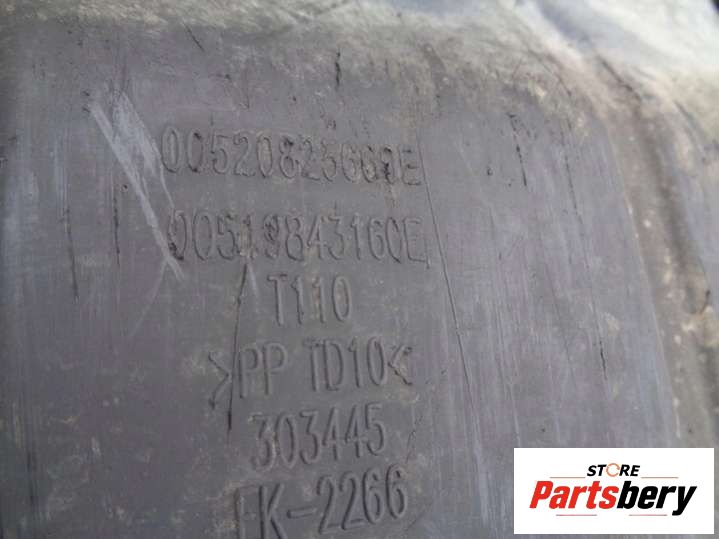 00520823669E
00519843160E
T110
>PP TD10<
303445
EK-2266
STORE
Partsbery